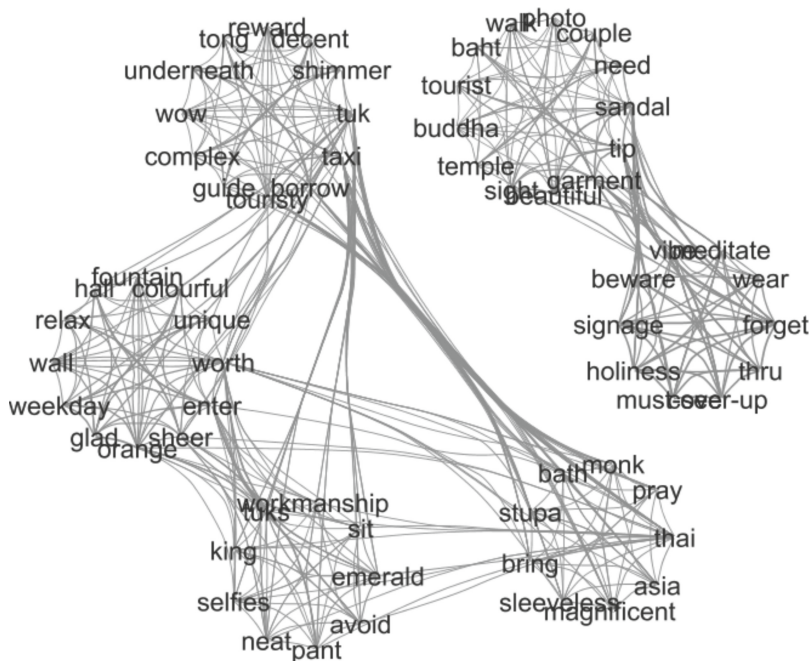 reward
tong
decent
underneath
shimmer
wow
tuk
complex
taxi
guide
borrow
touristy
walk
photo
couple
baht
need
tourist
sandal
buddha
tip
temple
garment
sight
beautiful
vibe
meditate
beware
wear
signage
forget
holiness
thru
must-see
cover-up
fountain
hall
colourful
relax
unique
wall
worth
weekday
enter
glad
sheer
orange
workmanship
tuks
sit
king
emerald
selfies
avoid
neat
pant
monk
bath
pray
stupa
thai
bring
asia
sleeveless
magnificent